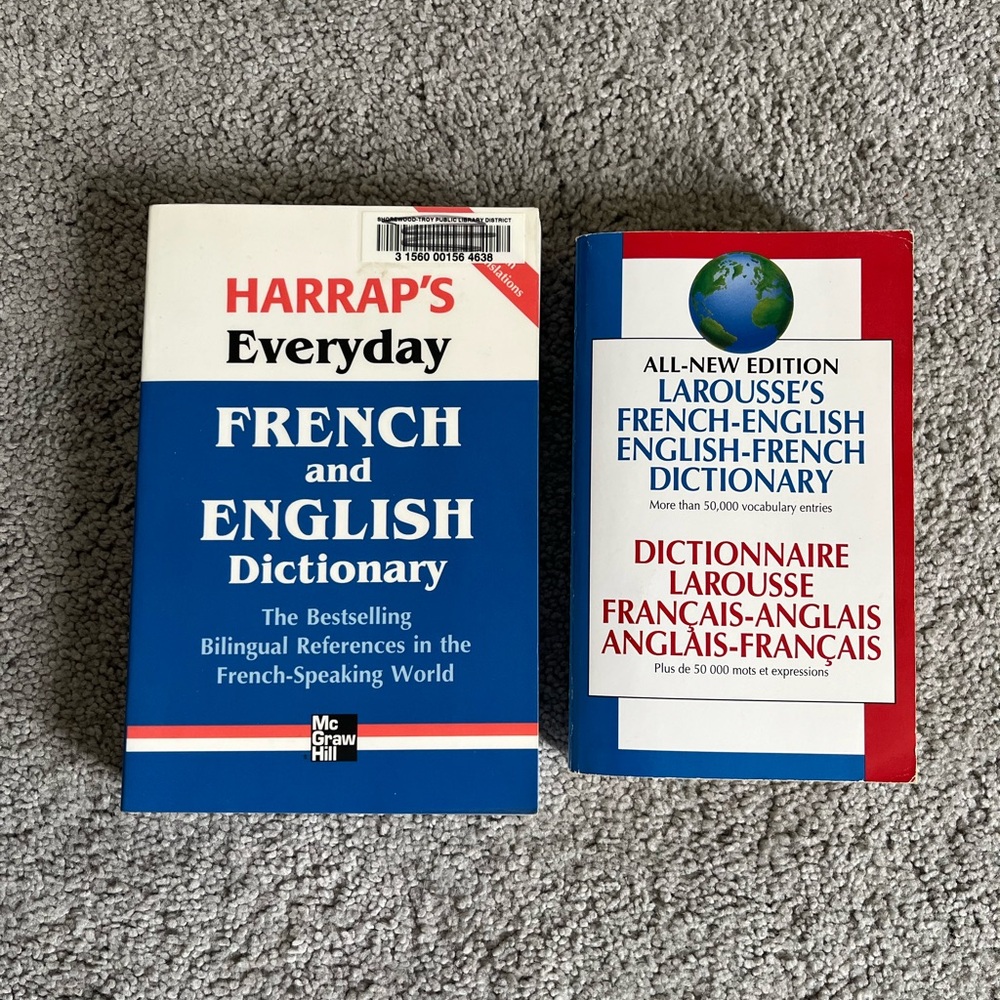 SHOREWOOD-TROY PUBLIC LIBRARY DISTRICT
3 1560 00156 4638
HARRAP'S
Everyday
FRENCH
and
ENGLISH
Dictionary
The Bestselling
Bilingual References in the
French-Speaking World
Mc
Graw
Hill
ALL-NEW EDITION
LAROUSSE'S
FRENCH-ENGLISH
ENGLISH-FRENCH
DICTIONARY
More than 50,000 vocabulary entries
DICTIONNAIRE
LAROUSSE
FRANÇAIS-ANGLAIS
ANGLAIS-FRANÇAIS
Plus de 50 000 mots et expressions